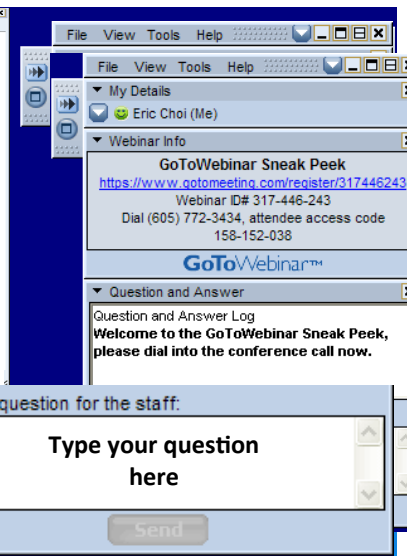 File View Tools Help
File View Tools Help
My Details
Eric Choi (Me)
Webinar Info
GoToWebinar Sneak Peek
https://www.gotomeeting.com/register/317446243
Webinar ID# 317-446-243
Dial (605) 772-3434, attendee access code
158-152-038
GoToWebinar™
Question and Answer
Question and Answer Log
Welcome to the GoToWebinar Sneak Peek,
please dial into the conference call now.
question for the staff:
Type your question
here
Send